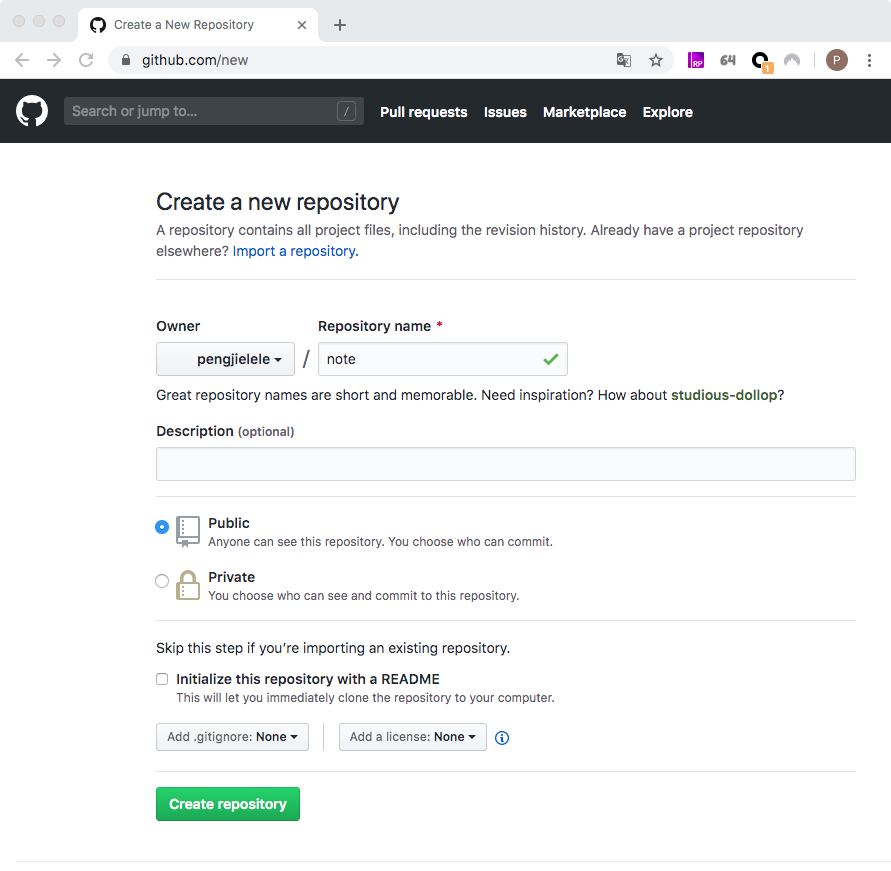 Create a New Repository
github.com/new
RP
64
1
P
Search or jump to...
/
Pull requests
Issues
Marketplace
Explore
Create a new repository
A repository contains all project files, including the revision history. Already have a project repository
elsewhere? Import a repository.
Owner
Repository name *
pengjielele
/
note
Great repository names are short and memorable. Need inspiration? How about studious-dollop?
Description (optional)
Public
Anyone can see this repository. You choose who can commit.
Private
You choose who can see and commit to this repository.
Skip this step if you’re importing an existing repository.
Initialize this repository with a README
This will let you immediately clone the repository to your computer.
Add .gitignore: None
Add a license: None
Create repository